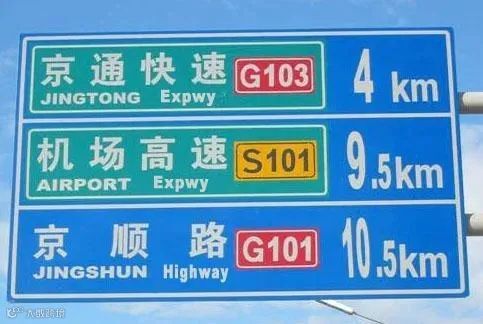 京通快速 G103 4 km
JINGTONG Expwy
机场高速 S101 9.5km
AIRPORT Expwy
京顺路 G101 10.5km
JINGSHUN Highway